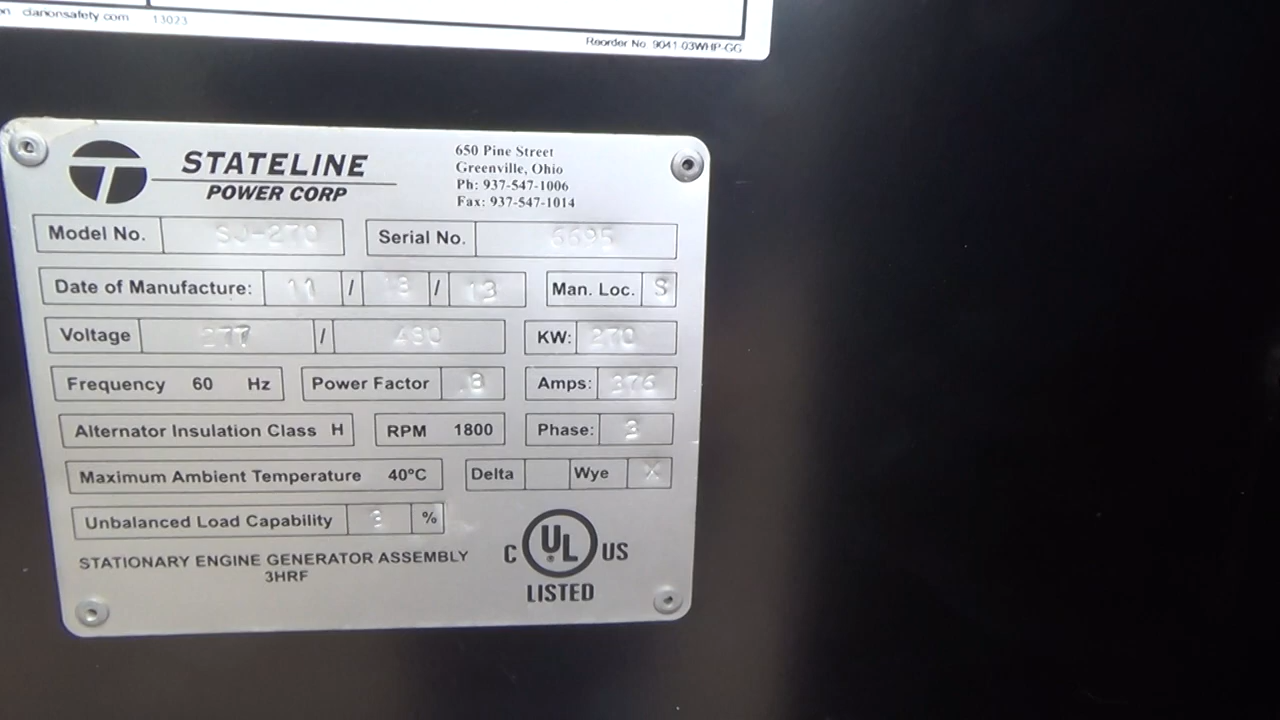 clarionsafety.com 13023
Reorder No. 9041-03WHP-GG
STATELINE
POWER CORP
650 Pine Street
Greenville, Ohio
Ph: 937-547-1006
Fax: 937-547-1014
Model No. SJ-270 Serial No. 6695
Date of Manufacture: 11 / 13 / 13 Man. Loc. S
Voltage 277 / 480 KW: 270
Frequency 60 Hz Power Factor .8 Amps:
Alternator Insulation Class H RPM 1800 Phase: 3
Maximum Ambient Temperature 40°C Delta Wye X
Unbalanced Load Capability %
STATIONARY ENGINE GENERATOR ASSEMBLY
3HRF
C UL® US
LISTED